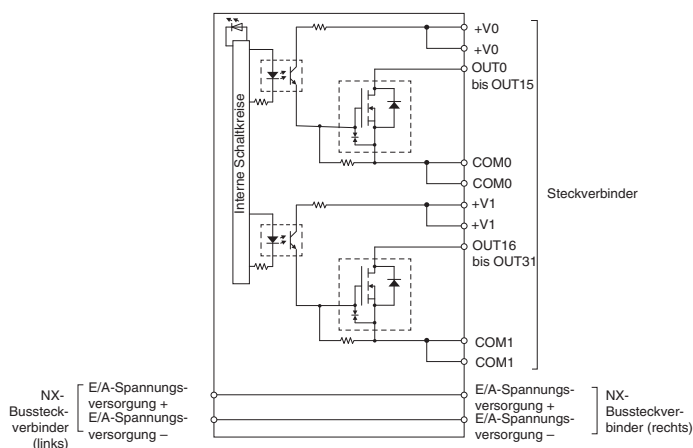 +V0
+V0
OUT0
bis OUT15
Interne Schaltkreise
COM0
COM0
Steckverbinder
+V1
+V1
OUT16
bis OUT31
COM1
COM1
NX-
Bussteck-
verbinder
(links)
E/A-Spannungs-
versorgung +
E/A-Spannungs-
versorgung –
E/A-Spannungs-
versorgung +
E/A-Spannungs-
versorgung –
NX-
Bussteckver-
binder (rechts)